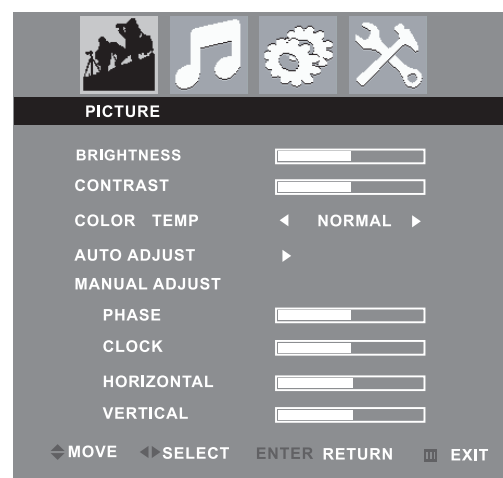 PICTURE
BRIGHTNESS
CONTRAST
COLOR TEMP NORMAL
AUTO ADJUST
MANUAL ADJUST
PHASE
CLOCK
HORIZONTAL
VERTICAL
MOVE SELECT ENTER RETURN EXIT